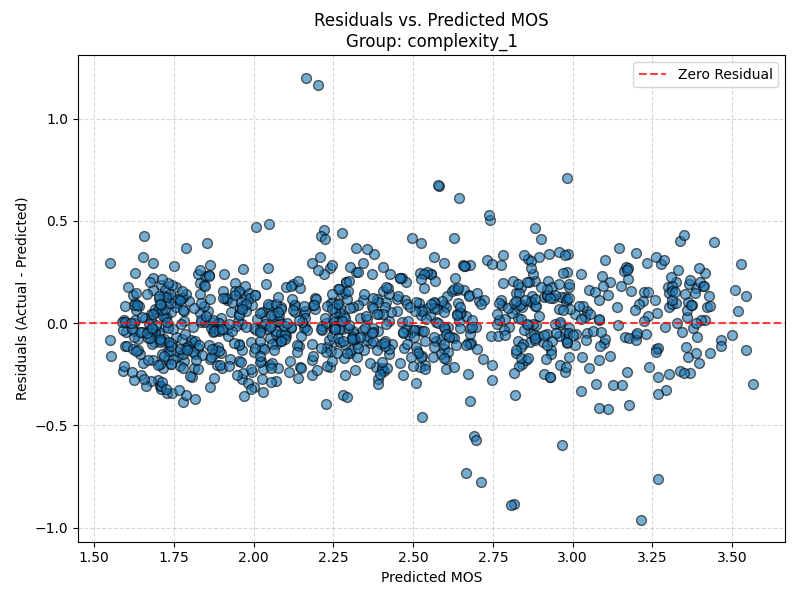 Residuals vs. Predicted MOS
Group: complexity_1
Zero Residual
Residuals (Actual - Predicted)
1.0
0.5
0.0
−0.5
−1.0
1.50 1.75 2.00 2.25 2.50 2.75 3.00 3.25 3.50
Predicted MOS